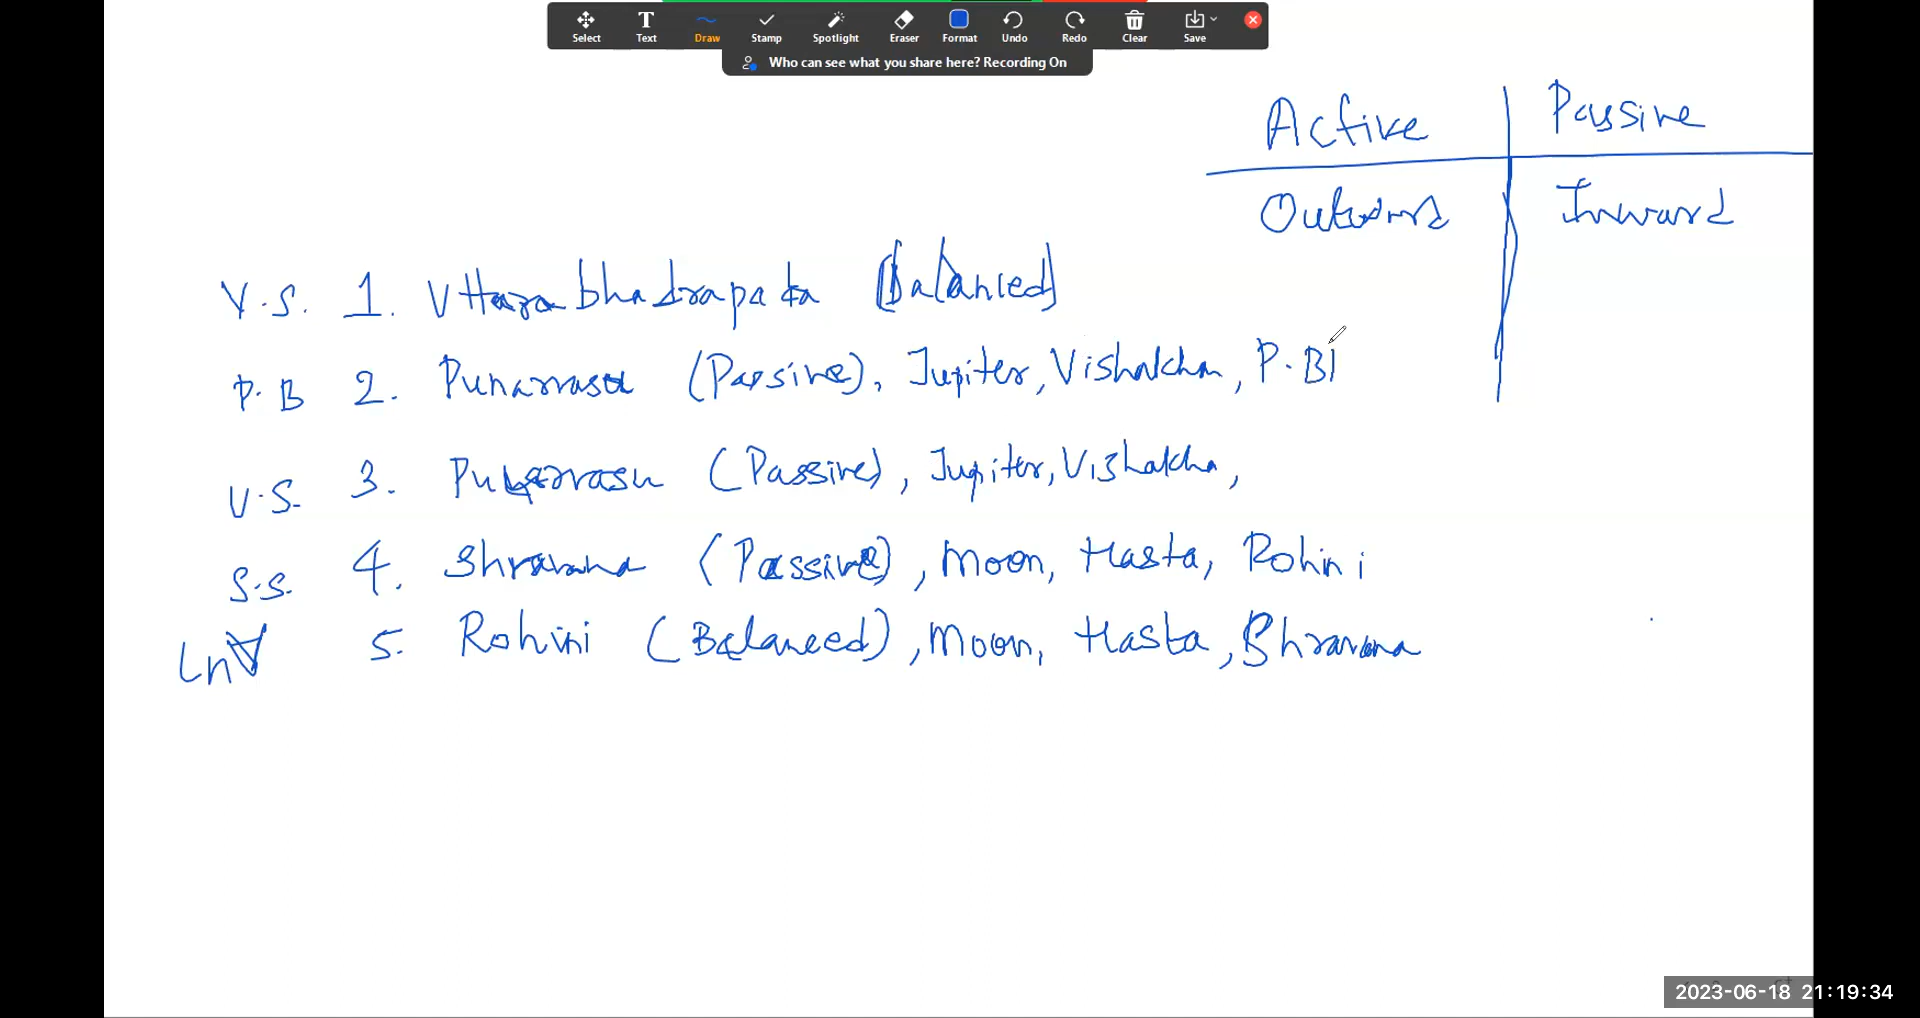 Select Text Draw Stamp Spotlight Eraser Format Undo Redo Clear Save
Who can see what you share here? Recording On
Active Passive
Outward Inward
V.S. 1. Uttarabhadrapada (Balanced)
P.B 2. Punarvasu (Passive), Jupiter, Vishakha, P.Bh
V.S. 3. Punarvasu (Passive), Jupiter, Vishakha,
S.S. 4. Shravana (Passive), Moon, Hasta, Rohini
5. Rohini (Balanced), Moon, Hasta, Shravana
2023-06-18 21:19:34